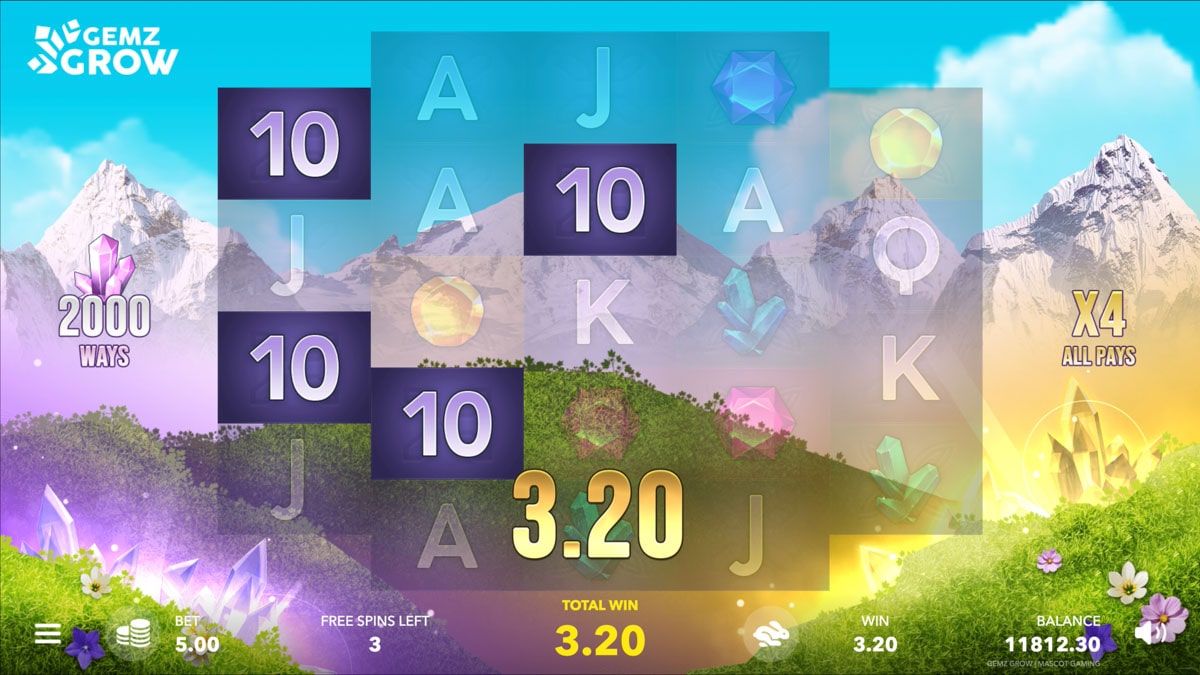 GEMZ
GROW
A J
10
10
A A
J Q
2000
WAYS
K
X4
ALL PAYS
10
K
10
J
3.20
A J
BET
5.00
FREE SPINS LEFT
3
TOTAL WIN
3.20
WIN
3.20
BALANCE
11812.30
GEMZ GROW | MASCOT GAMING